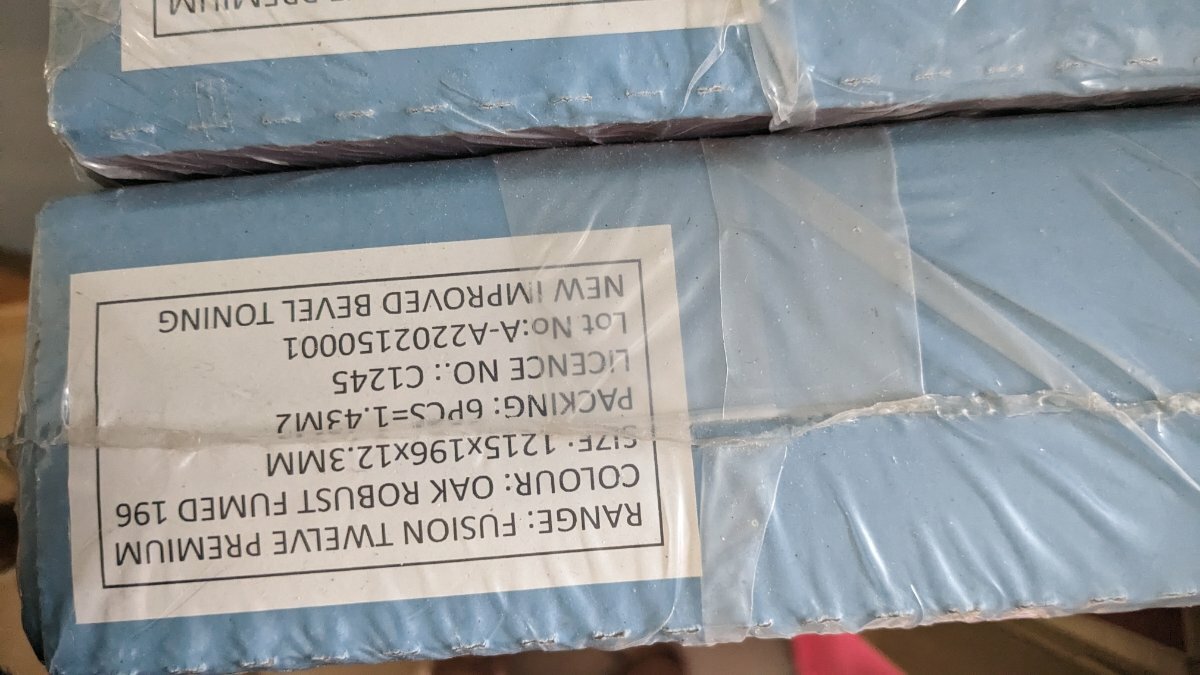 RANGE: FUSION TWELVE PREMIUM
COLOUR: OAK ROBUST FUMED 196
SIZE: 1215x196x12.3MM
PACKING: 6PCS=1.43M2
LICENCE NO.: C1245
Lot No:A-A2202150001
NEW IMPROVED BEVEL TONING
PREMIUM